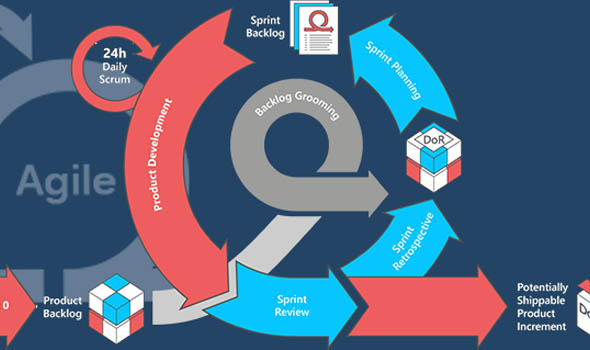 Sprint
Backlog
24h
Daily
Scrum
Sprint Planning
Backlog Grooming
DoR
Product Development
Agile
Sprint
Retrospective
0
Product
Backlog
Sprint
Review
Potentially
Shippable
Product
Increment